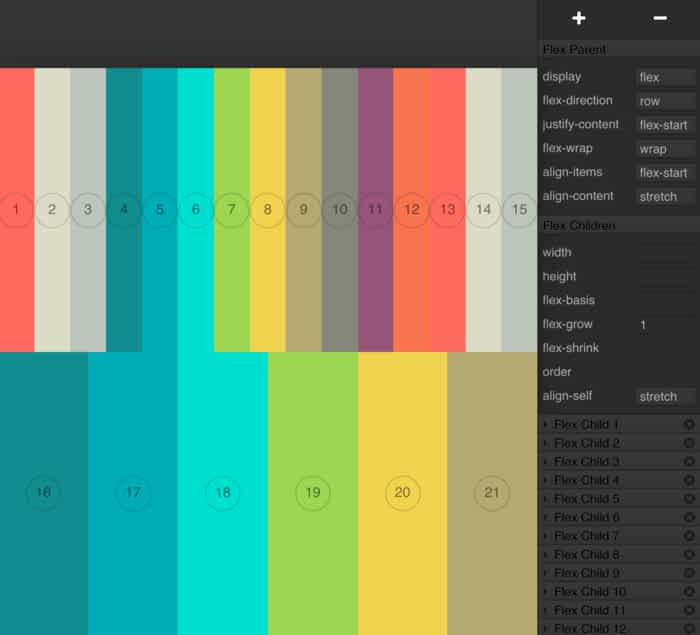 + −
1 2 3 4 5 6 7 8 9 10 11 12 13 14 15
16 17 18 19 20 21
Flex Parent
display flex
flex-direction row
justify-content flex-start
flex-wrap wrap
align-items flex-start
align-content stretch
Flex Children
width
height
flex-basis
flex-grow 1
flex-shrink
order
align-self stretch
Flex Child 1
Flex Child 2
Flex Child 3
Flex Child 4
Flex Child 5
Flex Child 6
Flex Child 7
Flex Child 8
Flex Child 9
Flex Child 10
Flex Child 11
Flex Child 12